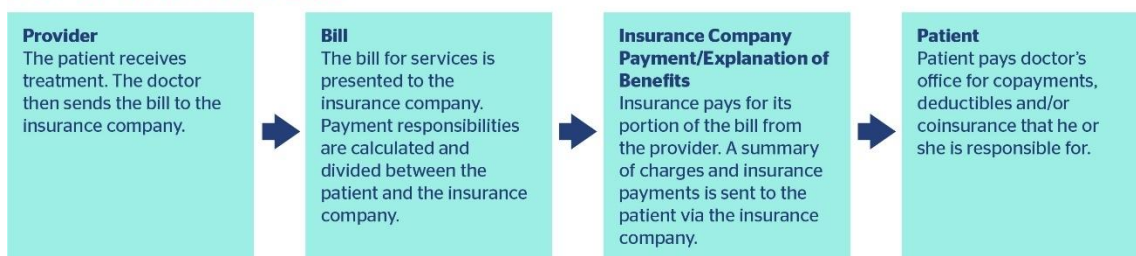 Provider
The patient receives
treatment. The doctor
then sends the bill to the
insurance company.
Bill
The bill for services is
presented to the
insurance company.
Payment responsibilities
are calculated and
divided between the
patient and the insurance
company.
Insurance Company
Payment/Explanation of
Benefits
Insurance pays for its
portion of the bill from
the provider. A summary
of charges and insurance
payments is sent to the
patient via the insurance
company.
Patient
Patient pays doctor’s
office for copayments,
deductibles and/or
coinsurance that he or
she is responsible for.